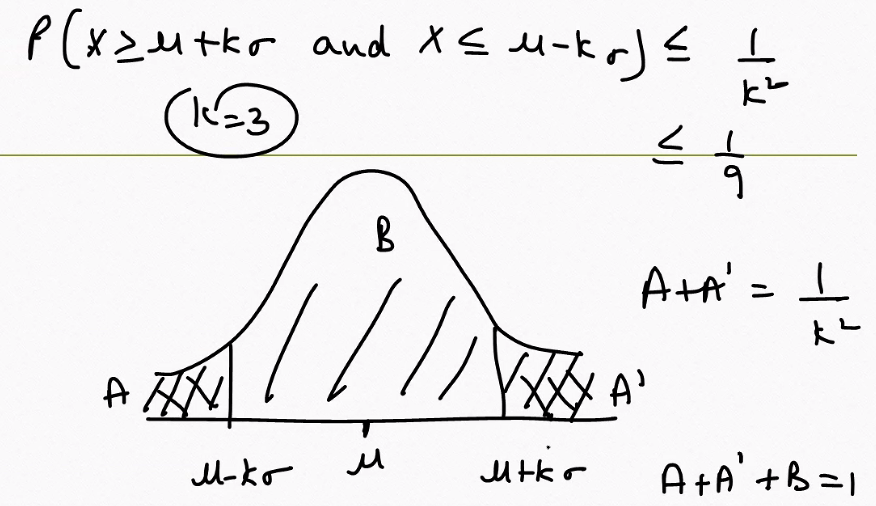 P(X ≥ μ+kσ and X ≤ μ-kσ) ≤ 1/k²
k=3
≤ 1/9
B
A+A' = 1/k²
A
A'
μ-kσ
μ
μ+kσ
A+A'+B=1